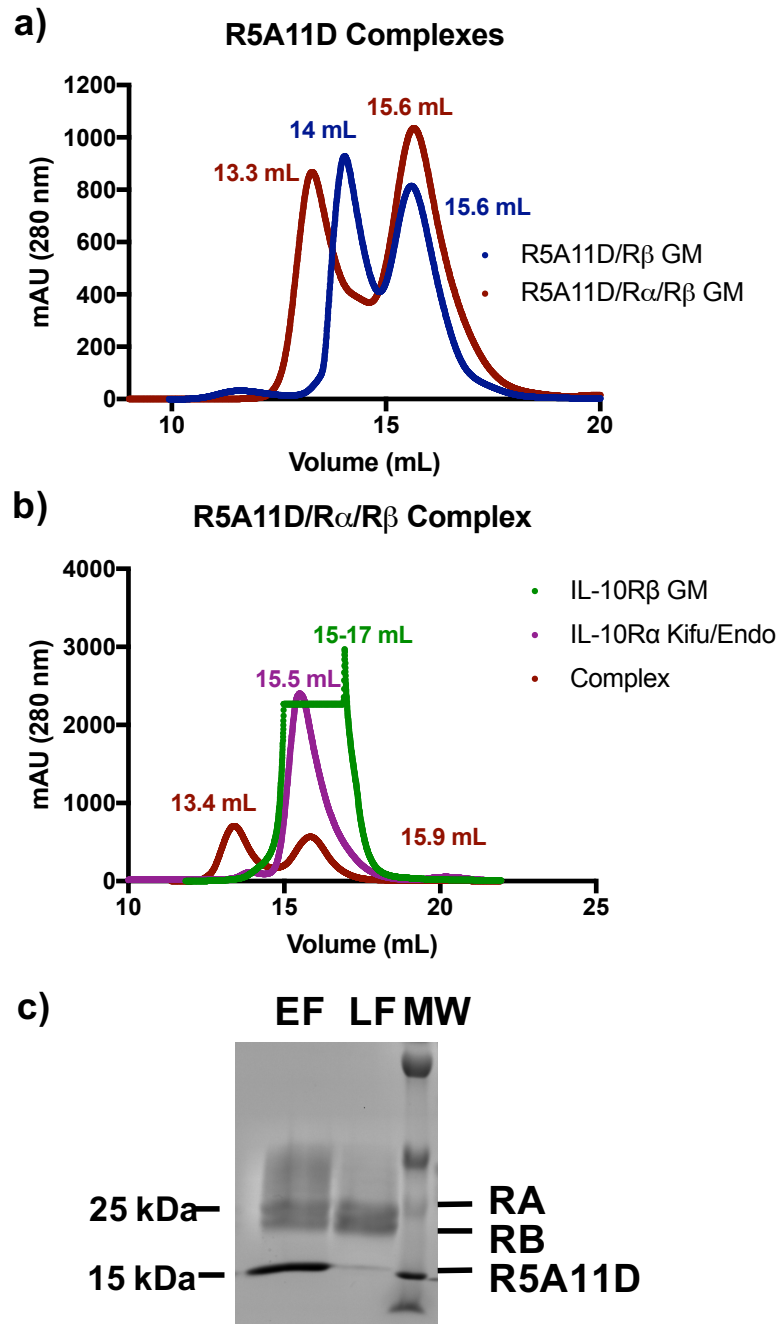 a)
R5A11D Complexes
1200
1000
800
600
400
200
0
mAU (280 nm)
13.3 mL
14 mL
15.6 mL
15.6 mL
R5A11D/Rβ GM
R5A11D/Rα/Rβ GM
10
15
20
Volume (mL)
b)
R5A11D/Rα/Rβ Complex
4000
3000
2000
1000
0
mAU (280 nm)
15-17 mL
15.5 mL
13.4 mL
15.9 mL
IL-10Rβ GM
IL-10Rα Kifu/Endo
Complex
10
15
20
25
Volume (mL)
c)
EF LF MW
25 kDa
15 kDa
RA
RB
R5A11D